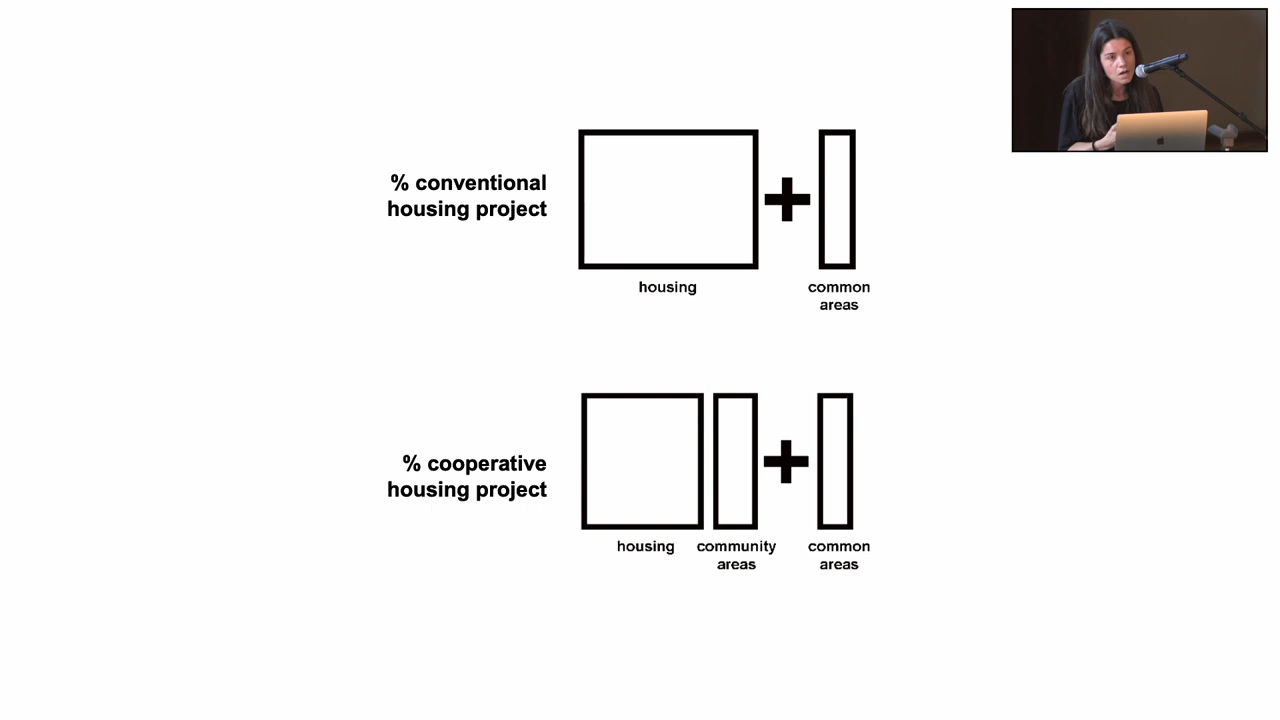 % conventional
housing project
housing
common
areas
% cooperative
housing project
housing
community
areas
common
areas